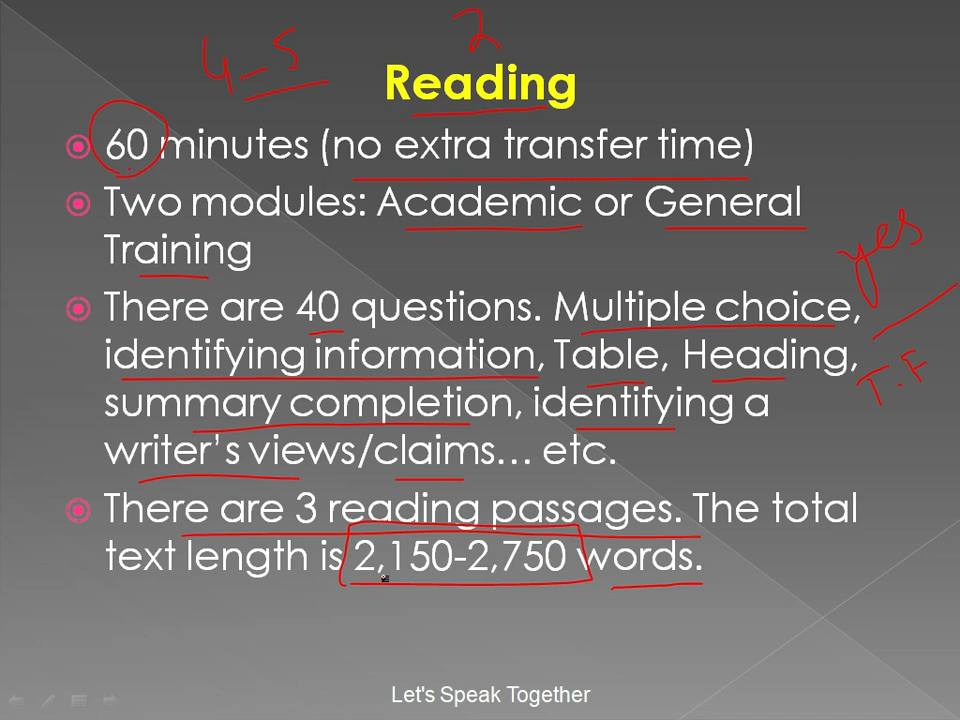 4-5 2
Reading
60 minutes (no extra transfer time)
Two modules: Academic or General
Training
There are 40 questions. Multiple choice,
yes
identifying information, Table, Heading,
T.F
summary completion, identifying a
writer's views/claims... etc.
There are 3 reading passages. The total
text length is 2,150-2,750 words.
Let's Speak Together